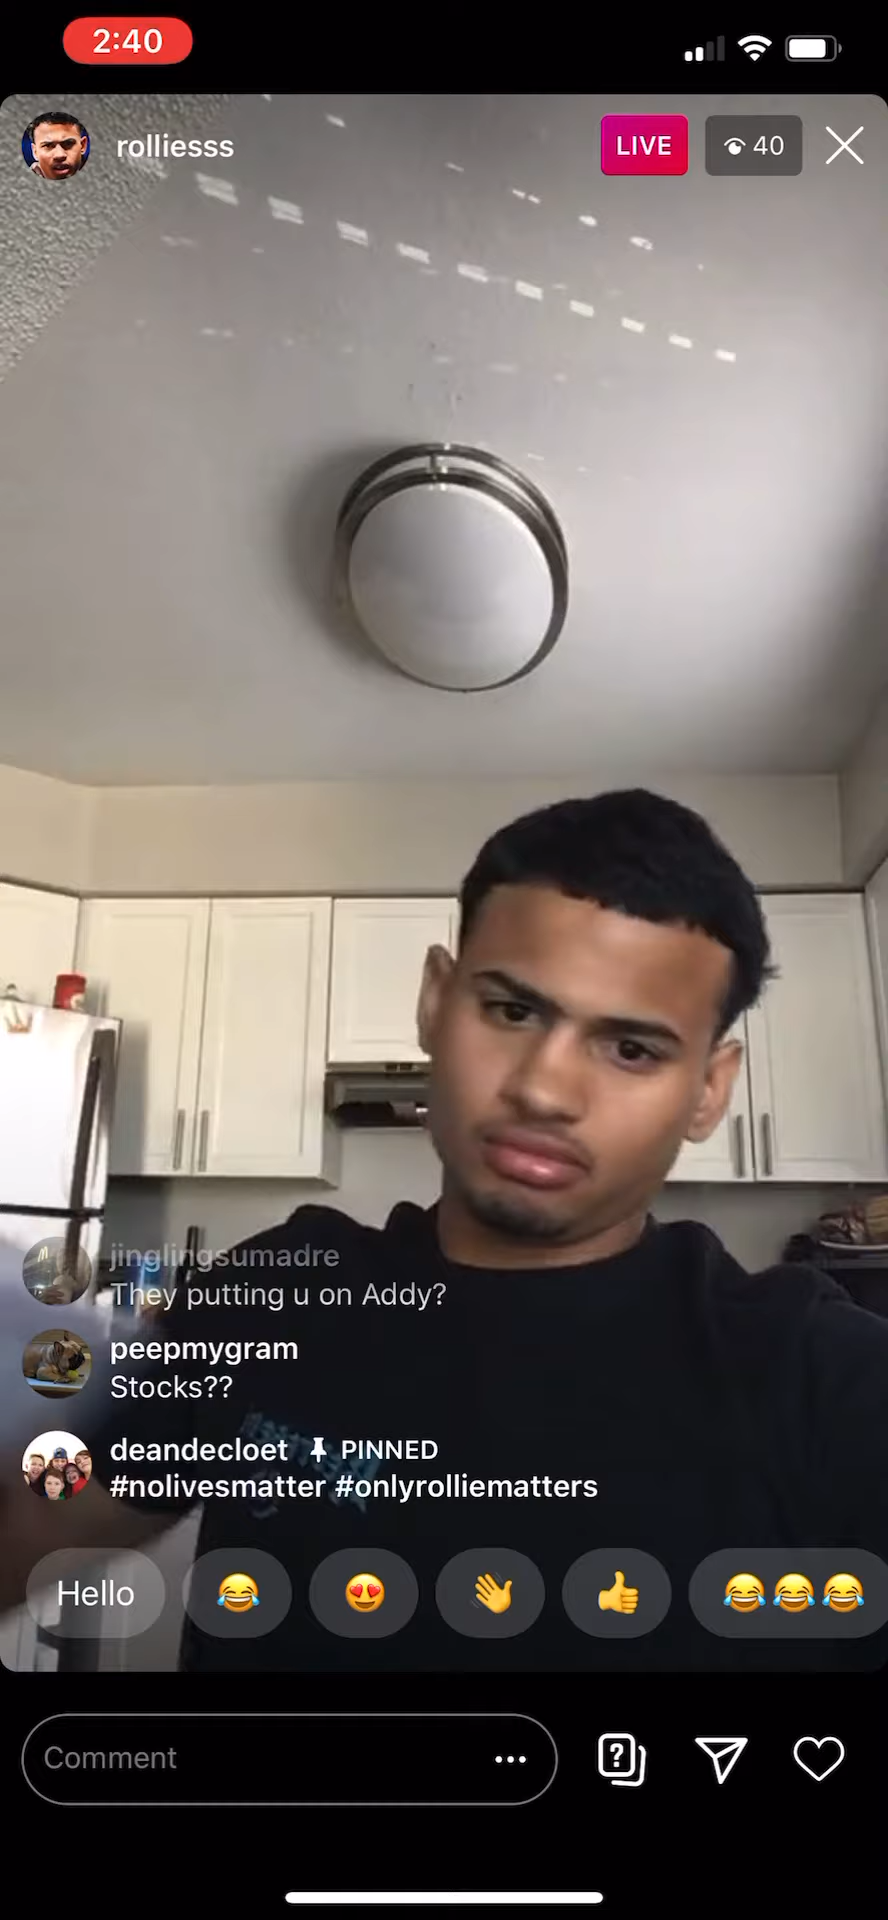 2:40
rolliesss
LIVE
40
jinglingsumadre
They putting u on Addy?
peepmygram
Stocks??
deandecloet PINNED
#nolivesmatter #onlyrolliematters
Hello
Comment